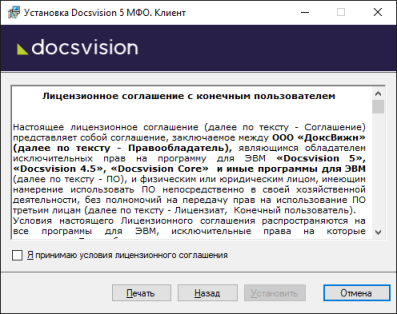 Установка Docsvision 5 МФО. Клиент
docsvision
Лицензионное соглашение с конечным пользователем
Настоящее лицензионное соглашение (далее по тексту - Соглашение)
представляет собой соглашение, заключаемое между ООО «ДоксВижн»
(далее по тексту - Правообладатель), являющимся обладателем
исключительных прав на программу для ЭВМ «Docsvision 5»,
«Docsvision 4.5», «Docsvision Core» и иные программы для ЭВМ
(далее по тексту - ПО), и физическим или юридическим лицом, имеющим
намерение использовать ПО непосредственно в своей хозяйственной
деятельности, без полномочий на передачу прав на использование ПО
третьим лицам (далее по тексту - Лицензиат, Конечный пользователь).
Условия настоящего Лицензионного соглашения распространяются на
все программы для ЭВМ, исключительные права на которые
Я принимаю условия лицензионного соглашения
Печать
Назад
Установить
Отмена